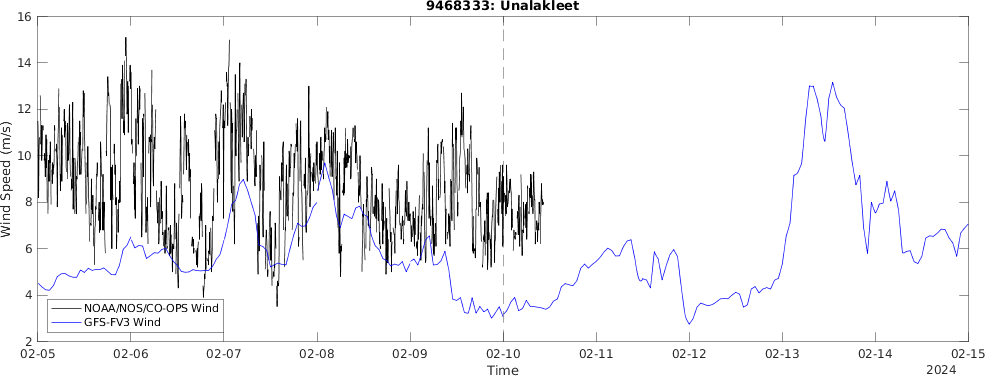 9468333: Unalakleet
Wind Speed (m/s)
16
14
12
10
8
6
4
2
NOAA/NOS/CO-OPS Wind
GFS-FV3 Wind
02-05 02-06 02-07 02-08 02-09 02-10 02-11 02-12 02-13 02-14 02-15
Time
2024